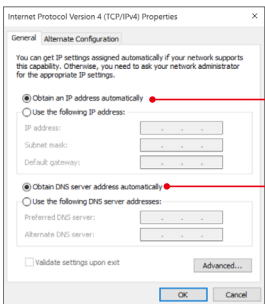 Internet Protocol Version 4 (TCP/IPv4) Properties
General
Alternate Configuration
You can get IP settings assigned automatically if your network supports
this capability. Otherwise, you need to ask your network administrator
for the appropriate IP settings.
Obtain an IP address automatically
Use the following IP address:
IP address:
Subnet mask:
Default gateway:
Obtain DNS server address automatically
Use the following DNS server addresses:
Preferred DNS server:
Alternate DNS server:
Validate settings upon exit
Advanced...
OK
Cancel